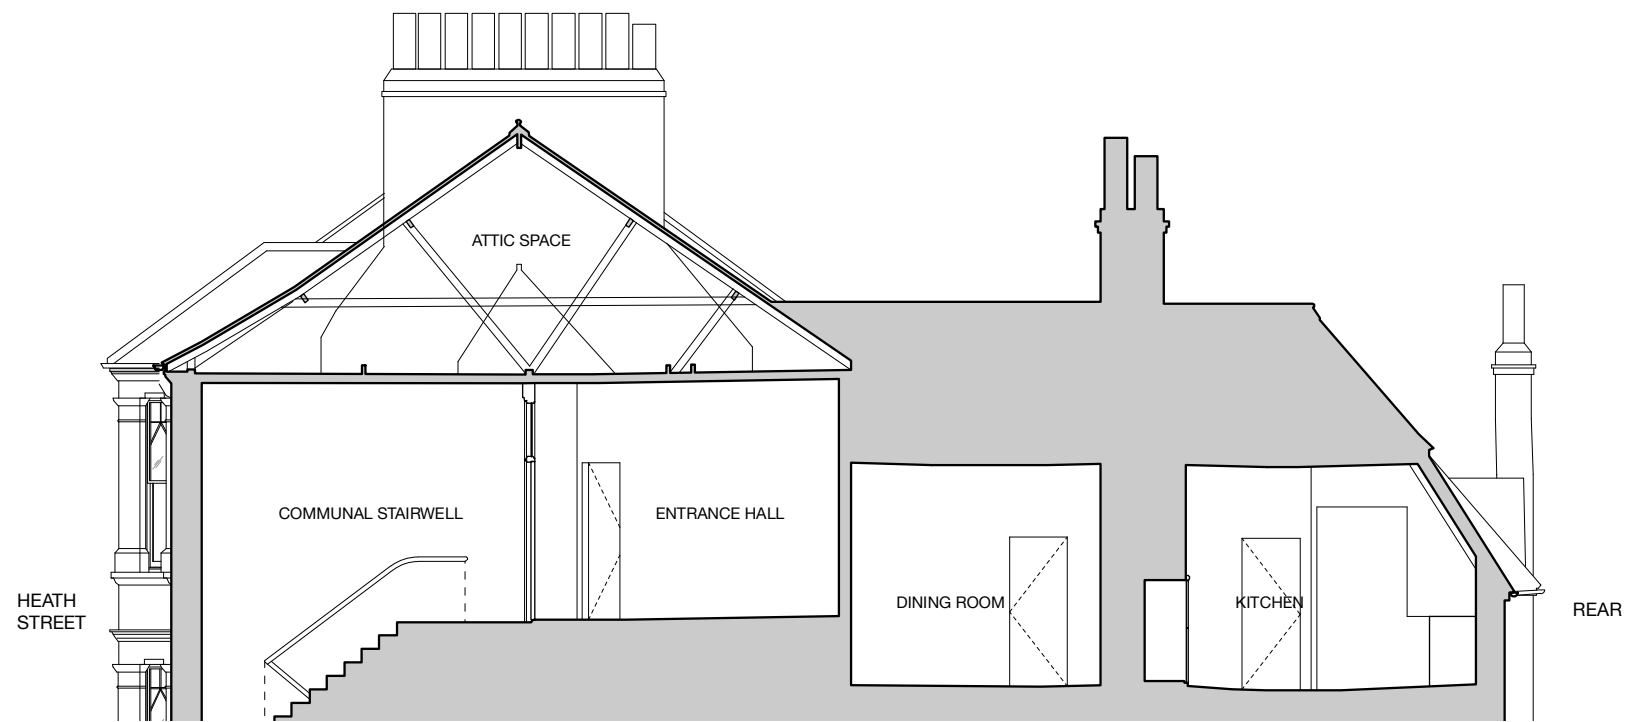 ATTIC SPACE
COMMUNAL STAIRWELL
ENTRANCE HALL
HEATH
STREET
DINING ROOM
KITCHEN
REAR